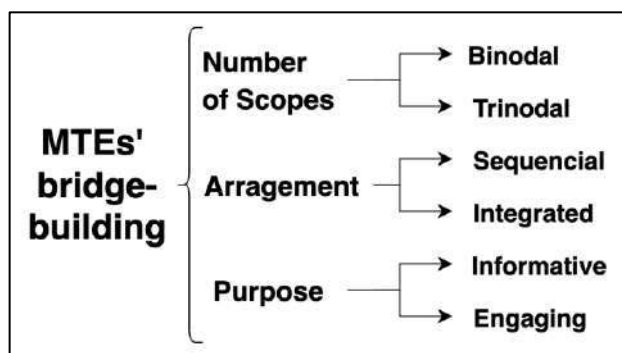 MTEs'
bridge-
building
Number
of Scopes
Binodal
Trinodal
Arragement
Sequencial
Integrated
Purpose
Informative
Engaging